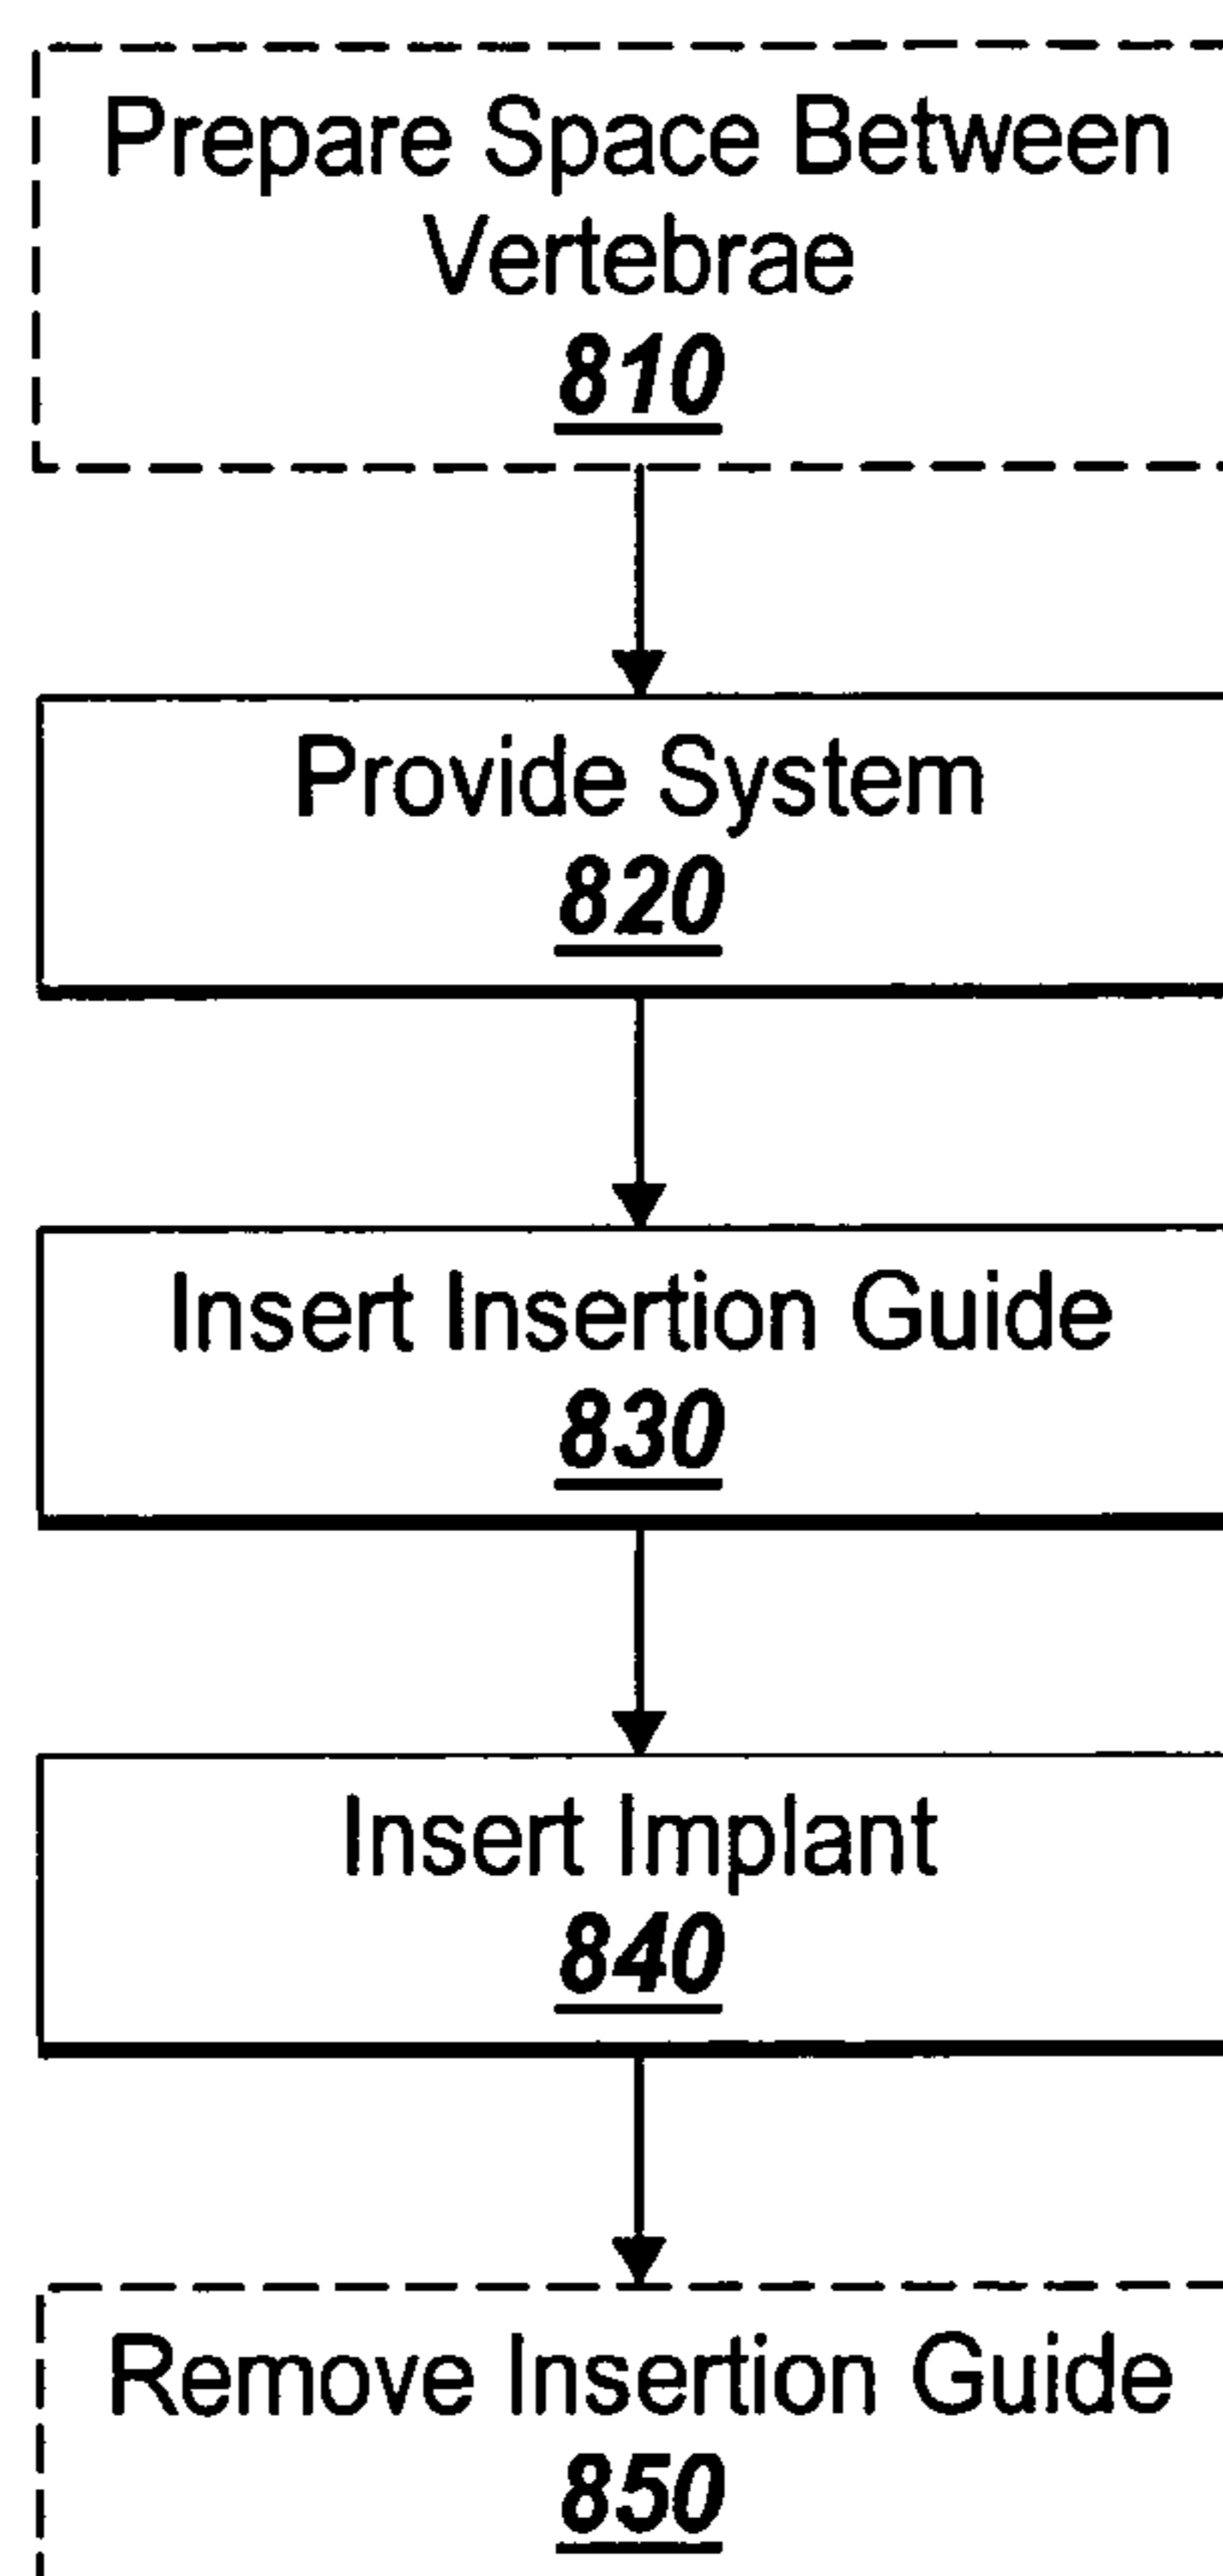 Prepare Space Between
Vertebrae
810
Provide System
820
Insert Insertion Guide
830
Insert Implant
840
Remove Insertion Guide
850